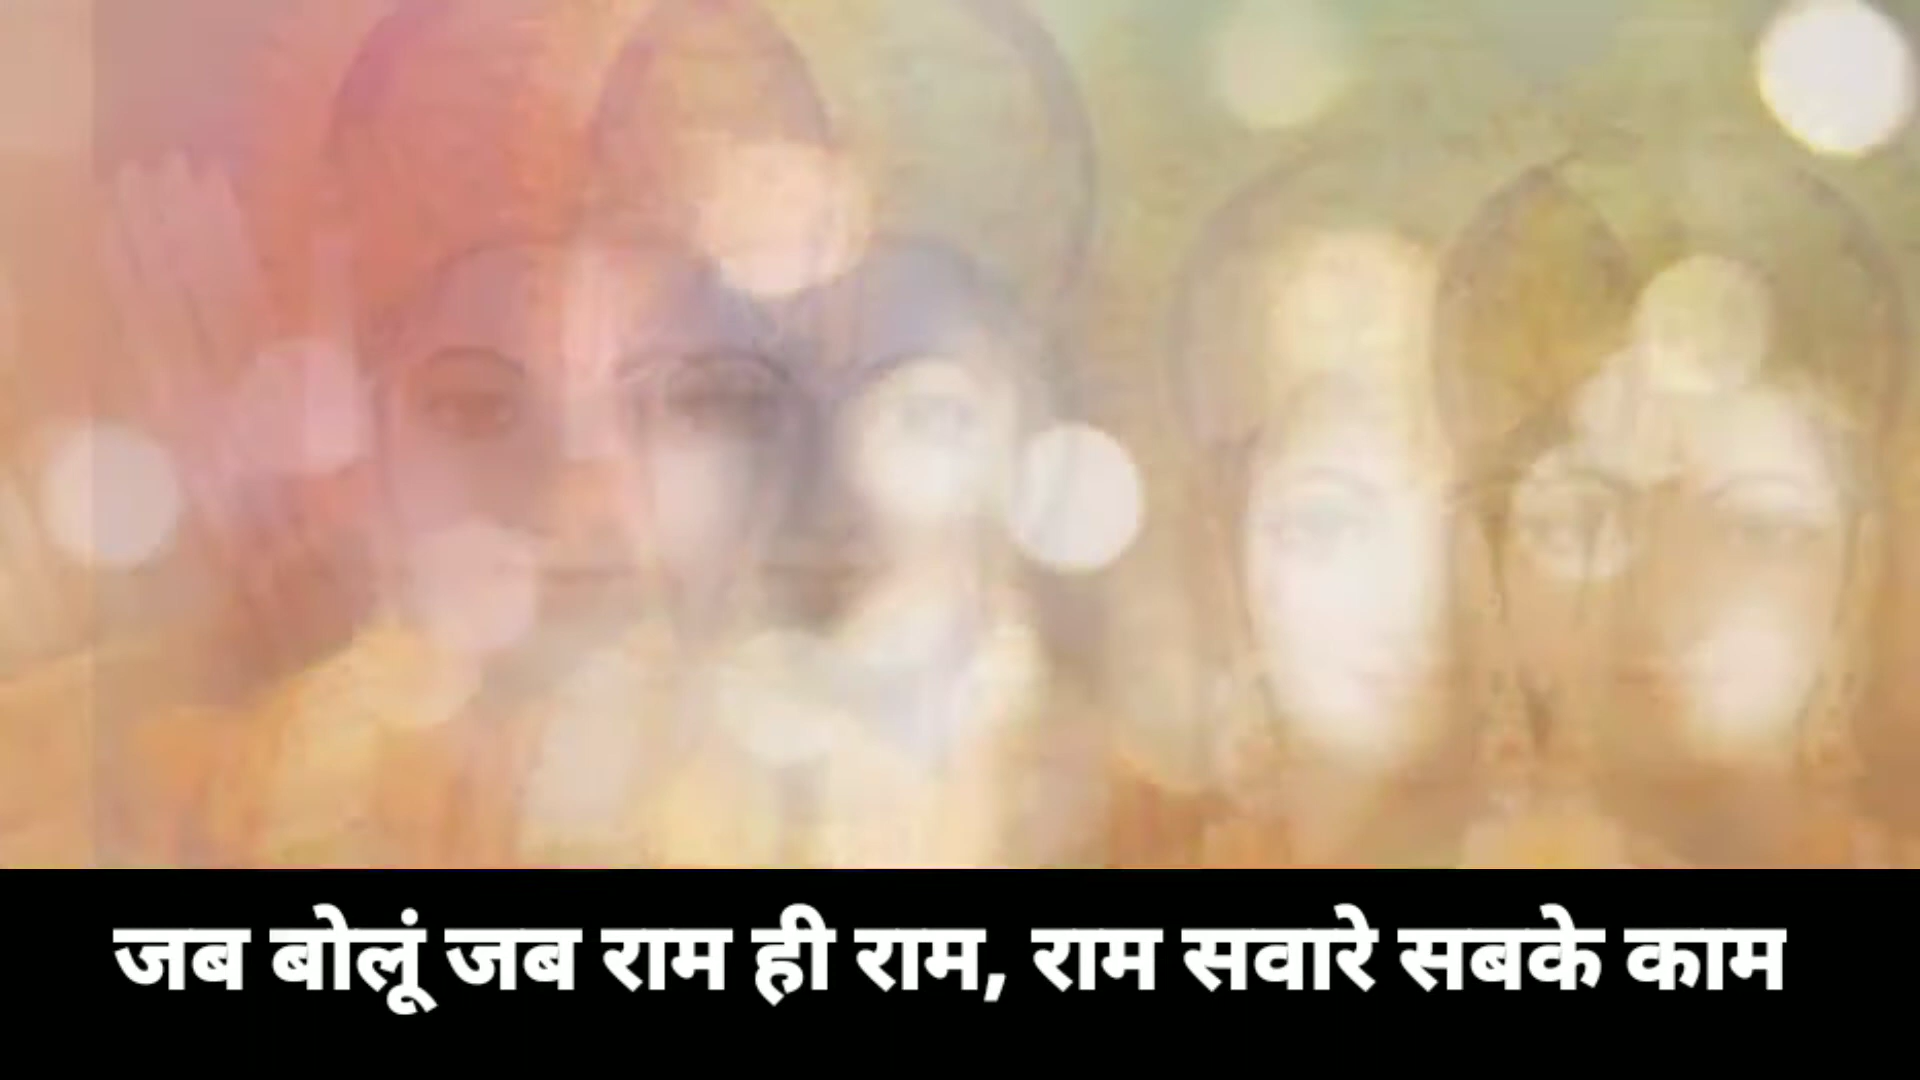 जब बोलूं जब राम ही राम, राम सवारे सबके काम